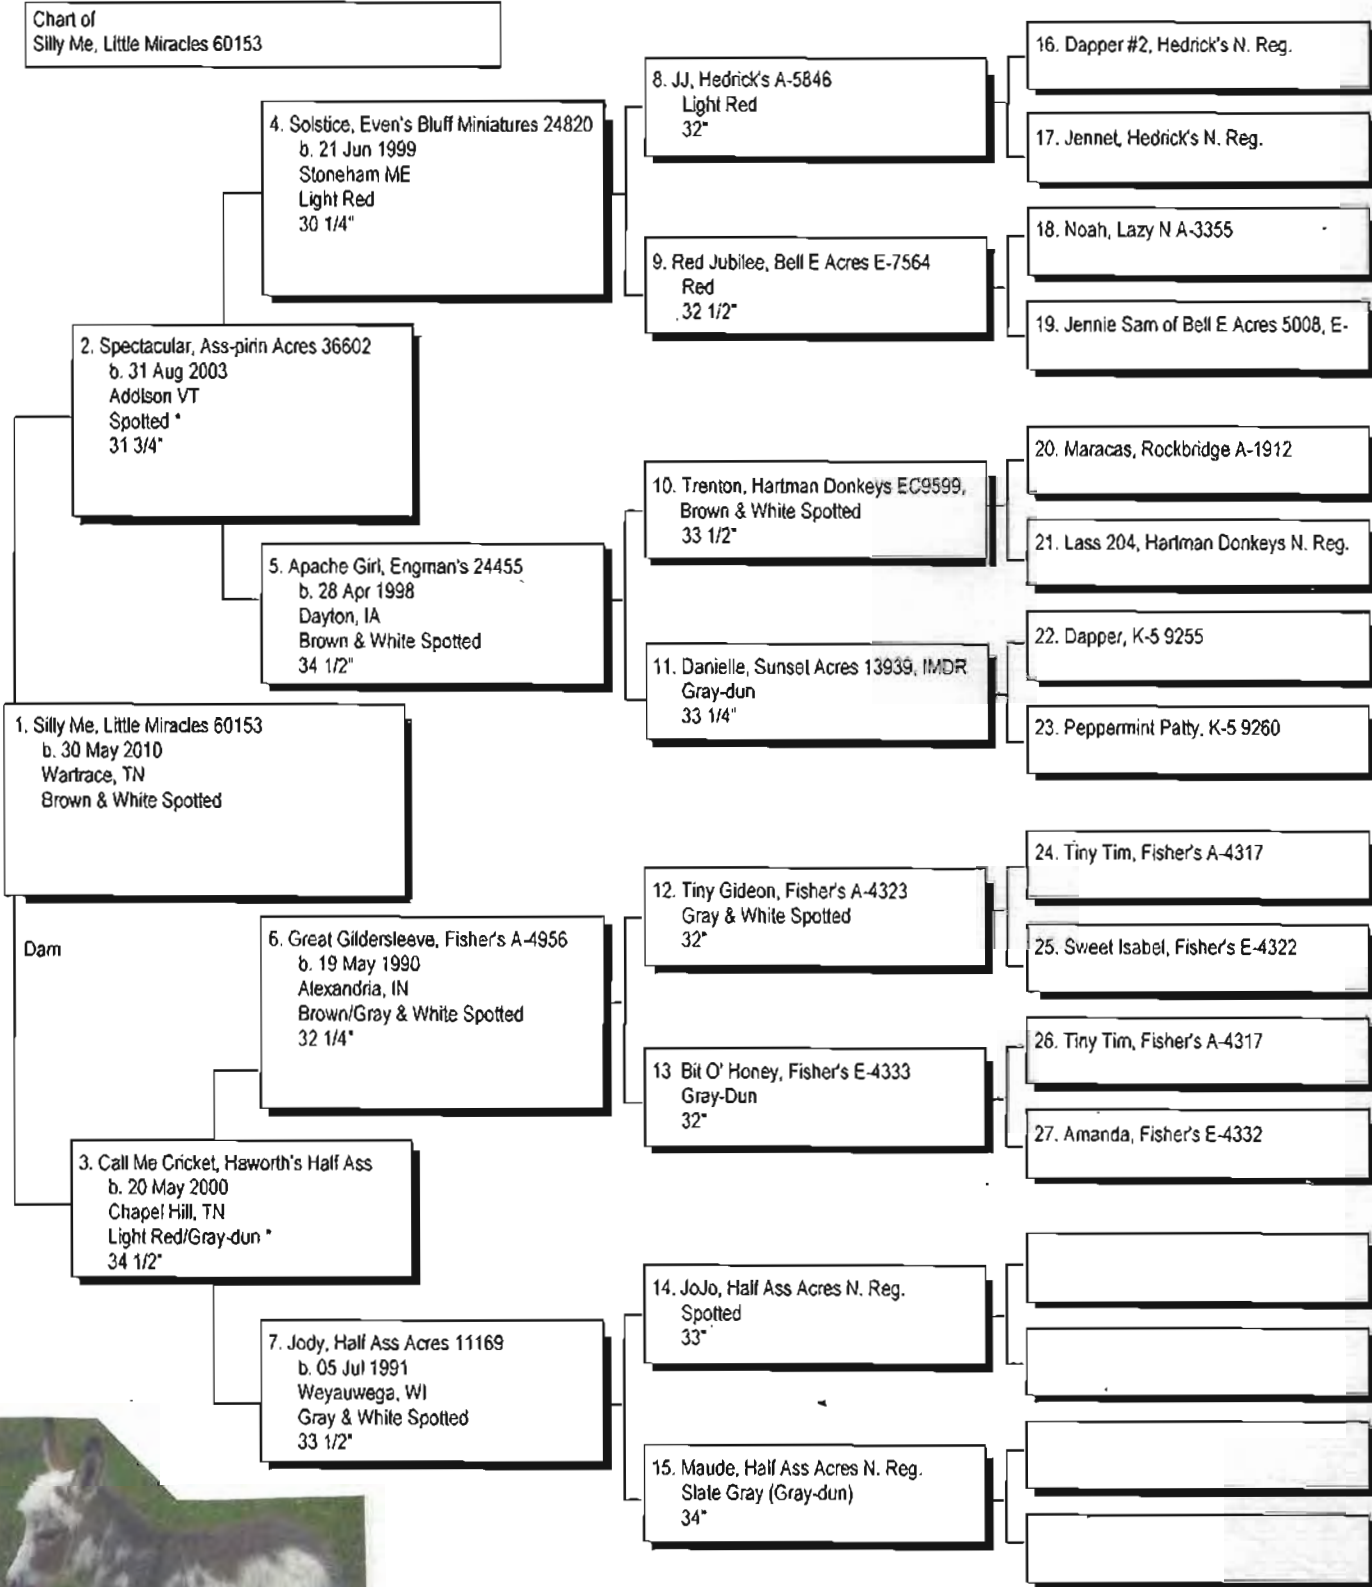 Chart of
Silly Me, Little Miracles 60153
1. Silly Me, Little Miracles 60153
b. 30 May 2010
Wartrace, TN
Brown & White Spotted
Dam
2. Spectacular, Ass-pirin Acres 36602
b. 31 Aug 2003
Addison VT
Spotted *
31 3/4"
3. Call Me Cricket, Haworth's Half Ass
b. 20 May 2000
Chapel Hill, TN
Light Red/Gray-dun *
34 1/2"
4. Solstice, Even's Bluff Miniatures 24820
b. 21 Jun 1999
Stoneham ME
Light Red
30 1/4"
5. Apache Girl, Engman's 24455
b. 28 Apr 1998
Dayton, IA
Brown & White Spotted
34 1/2"
6. Great Gildersleeve, Fisher's A-4956
b. 19 May 1990
Alexandria, IN
Brown/Gray & White Spotted
32 1/4"
7. Jody, Half Ass Acres 11169
b. 05 Jul 1991
Weyauwega, WI
Gray & White Spotted
33 1/2"
8. JJ, Hedrick's A-5846
Light Red
32"
9. Red Jubilee, Bell E Acres E-7564
Red
32 1/2"
10. Trenton, Hartman Donkeys EC9599,
Brown & White Spotted
33 1/2"
11. Danielle, Sunset Acres 13939, IMDR
Gray-dun
33 1/4"
12. Tiny Gideon, Fisher's A-4323
Gray & White Spotted
32"
13 Bit O' Honey, Fisher's E-4333
Gray-Dun
32"
14. JoJo, Half Ass Acres N. Reg.
Spotted
33"
15. Maude, Half Ass Acres N. Reg.
Slate Gray (Gray-dun)
34"
16. Dapper #2, Hedrick's N. Reg.
17. Jennet, Hedrick's N. Reg.
18. Noah, Lazy N A-3355
19. Jennie Sam of Bell E Acres 5008, E-
20. Maracas, Rockbridge A-1912
21. Lass 204, Hartman Donkeys N. Reg.
22. Dapper, K-5 9255
23. Peppermint Patty, K-5 9260
24. Tiny Tim, Fisher's A-4317
25. Sweet Isabel, Fisher's E-4322
26. Tiny Tim, Fisher's A-4317
27. Amanda, Fisher's E-4332